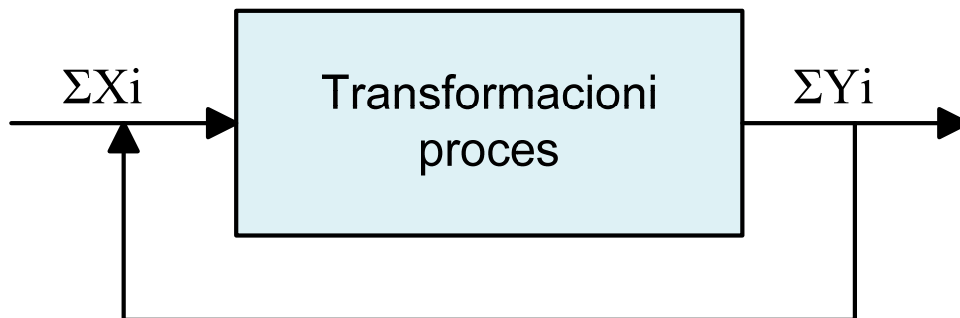 ΣXi
Transformacioni
proces
ΣYi